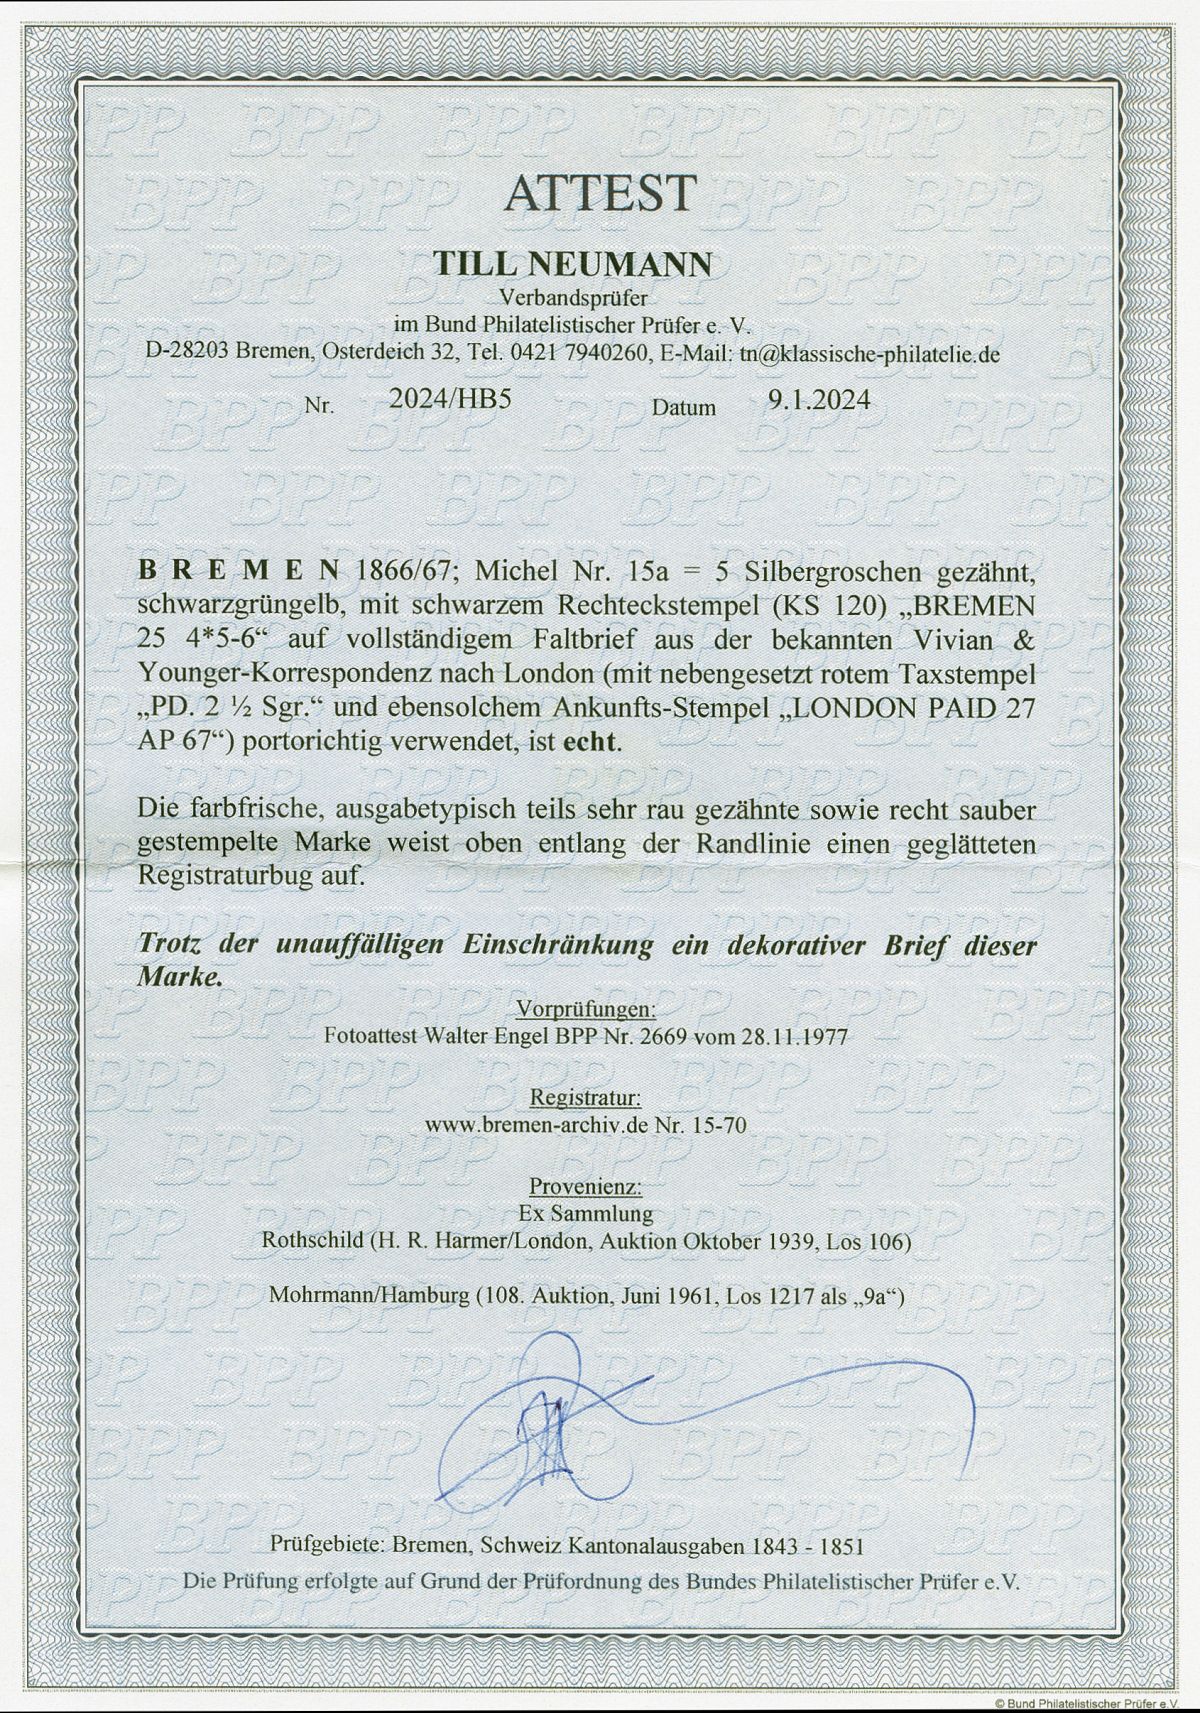 ATTEST
TILL NEUMANN
Verbandsprüfer
im Bund Philatelistischer Prüfer e. V.
D-28203 Bremen, Osterdeich 32, Tel. 0421 7940260, E-Mail: tn@klassische-philatelie.de
Nr. 2024/HB5 Datum 9.1.2024
B R E M E N 1866/67; Michel Nr. 15a = 5 Silbergroschen gezähnt,
schwarzgrüngelb, mit schwarzem Rechteckstempel (KS 120) „BREMEN
25 4*5-6“ auf vollständigem Faltbrief aus der bekannten Vivian &
Younger-Korrespondenz nach London (mit nebengesetzt rotem Taxstempel
„PD. 2 ½ Sgr.“ und ebensolchem Ankunfts-Stempel „LONDON PAID 27
AP 67“) portorichtig verwendet, ist echt.
Die farbfrische, ausgabetypisch teils sehr rau gezähnte sowie recht sauber
gestempelte Marke weist oben entlang der Randlinie einen geglätteten
Registraturbug auf.
Trotz der unauffälligen Einschränkung ein dekorativer Brief dieser
Marke.
Vorprüfungen:
Fotoattest Walter Engel BPP Nr. 2669 vom 28.11.1977
Registratur:
www.bremen-archiv.de Nr. 15-70
Provenienz:
Ex Sammlung
Rothschild (H. R. Harmer/London, Auktion Oktober 1939, Los 106)
Mohrmann/Hamburg (108. Auktion, Juni 1961, Los 1217 als „9a“)
Prüfgebiete: Bremen, Schweiz Kantonalausgaben 1843 - 1851
Die Prüfung erfolgte auf Grund der Prüfordnung des Bundes Philatelistischer Prüfer e.V.
© Bund Philatelistischer Prüfer e.V.